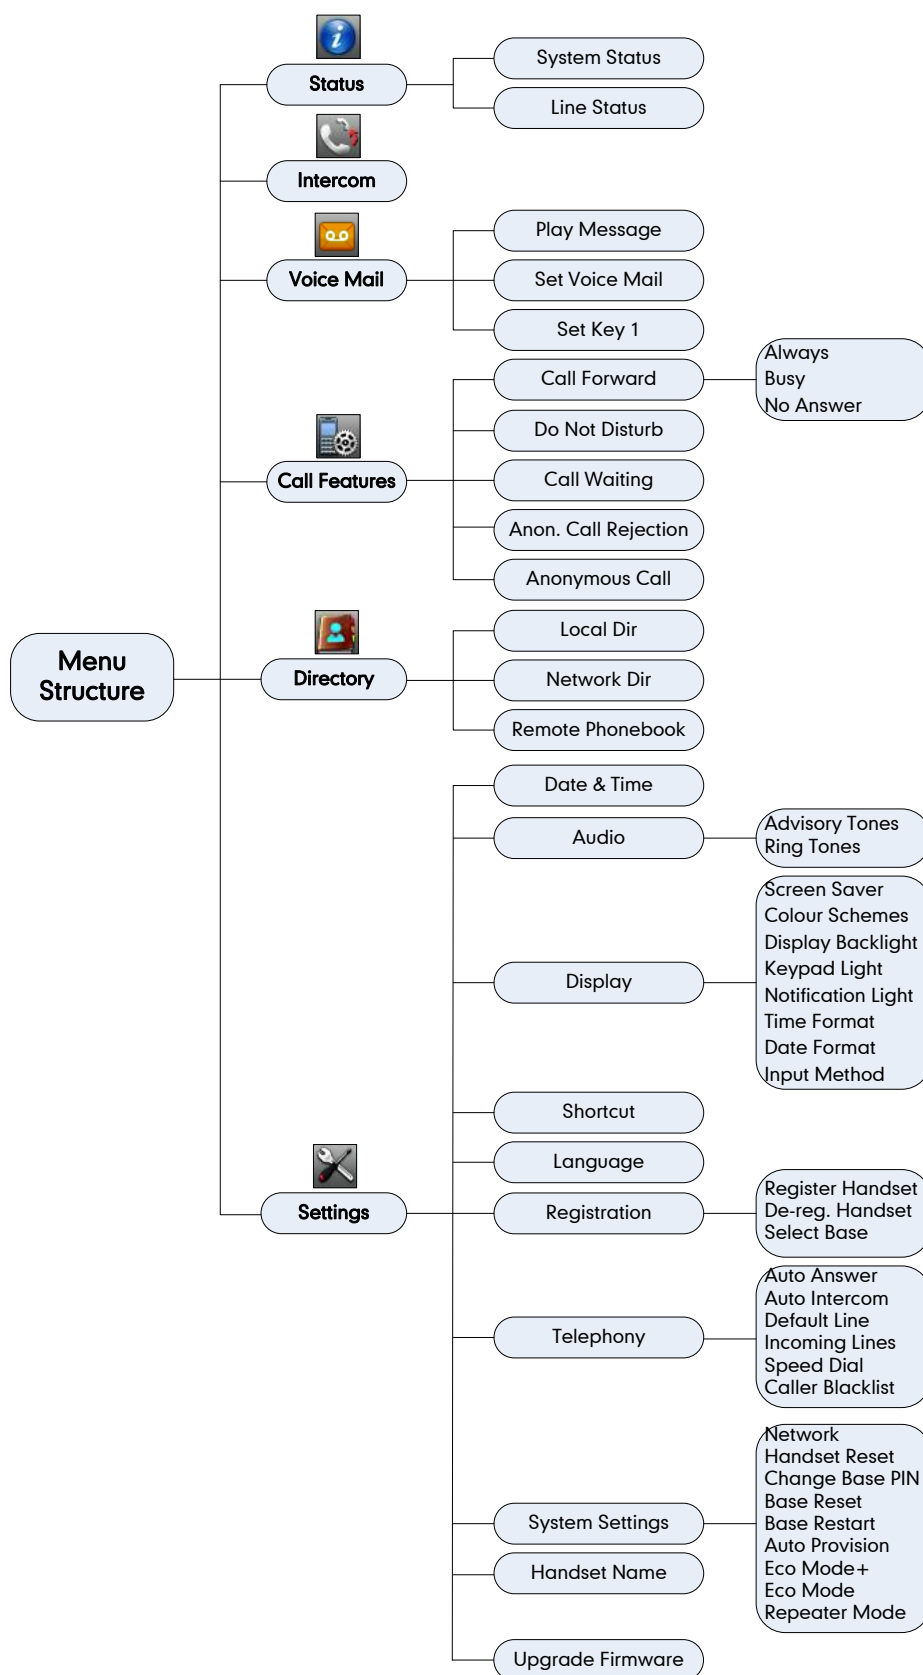 Menu
Structure
Status
System Status
Line Status
Intercom
Voice Mail
Play Message
Set Voice Mail
Set Key 1
Call Features
Call Forward
Always
Busy
No Answer
Do Not Disturb
Call Waiting
Anon. Call Rejection
Anonymous Call
Directory
Local Dir
Network Dir
Remote Phonebook
Settings
Date & Time
Audio
Advisory Tones
Ring Tones
Display
Screen Saver
Colour Schemes
Display Backlight
Keypad Light
Notification Light
Time Format
Date Format
Input Method
Shortcut
Language
Registration
Register Handset
De-reg. Handset
Select Base
Telephony
Auto Answer
Auto Intercom
Default Line
Incoming Lines
Speed Dial
Caller Blacklist
System Settings
Network
Handset Reset
Change Base PIN
Base Reset
Base Restart
Auto Provision
Eco Mode+
Eco Mode
Repeater Mode
Handset Name
Upgrade Firmware